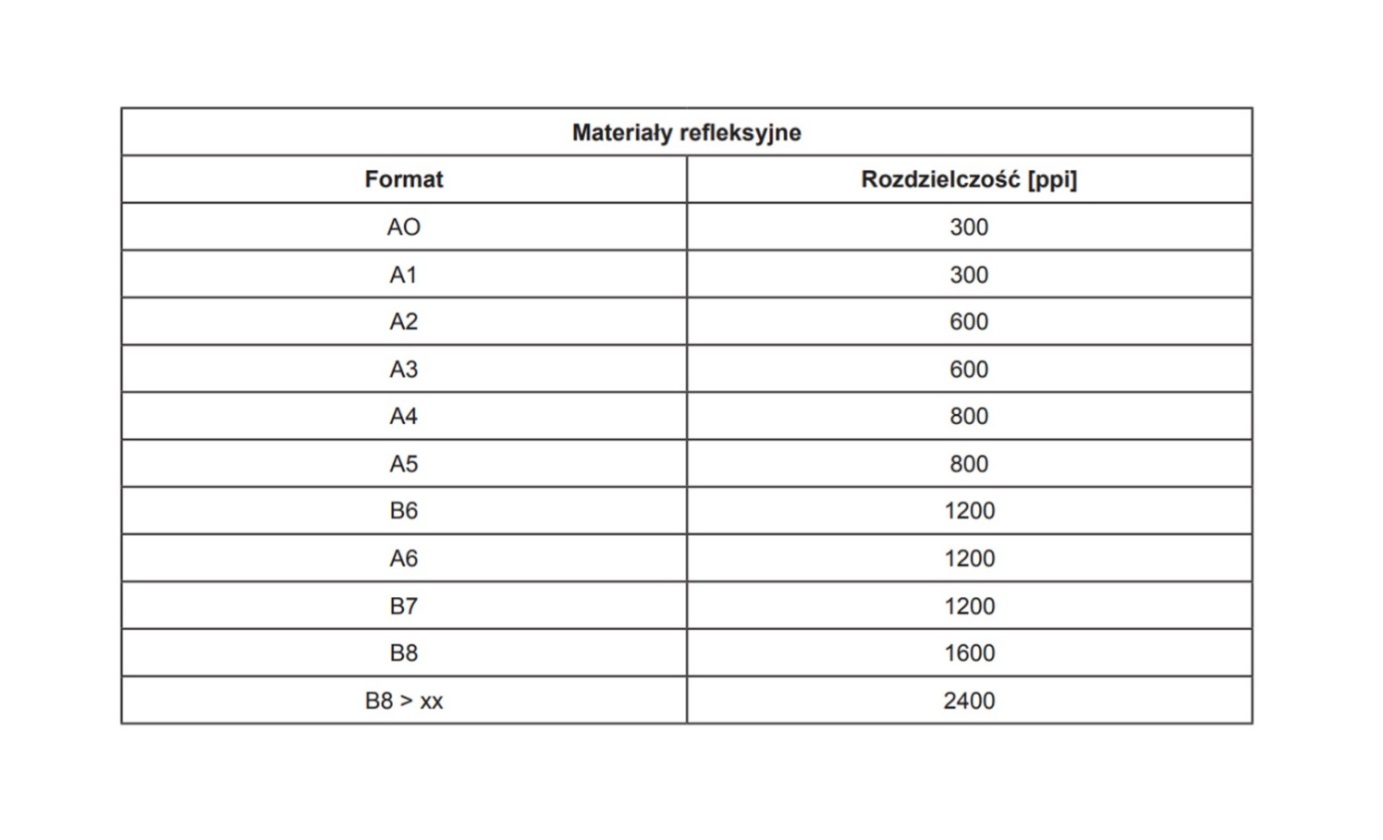 Materiały refleksyjne
Format Rozdzielczość [ppi]
AO 300
A1 300
A2 600
A3 600
A4 800
A5 800
B6 1200
A6 1200
B7 1200
B8 1600
B8 > xx 2400